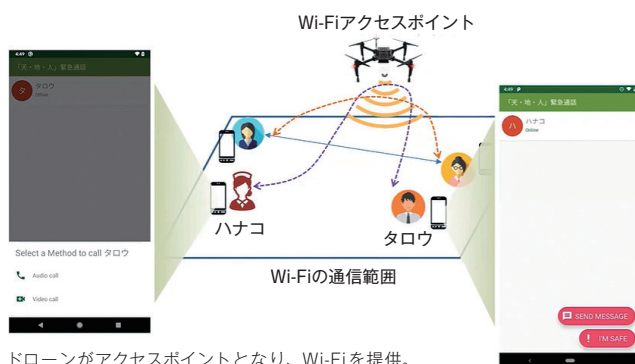 Wi-Fiアクセスポイント
4:49
「天・地・人」緊急通話
タ
タロウ
Offline
Select a Method to call タロウ
Audio call
Video call
ハナコ
タロウ
Wi-Fiの通信範囲
4:49
「天・地・人」緊急通話
ハ
ハナコ
Online
SEND MESSAGE
I'M SAFE
ドローンがアクセスポイントとなり、Wi-Fiを提供。